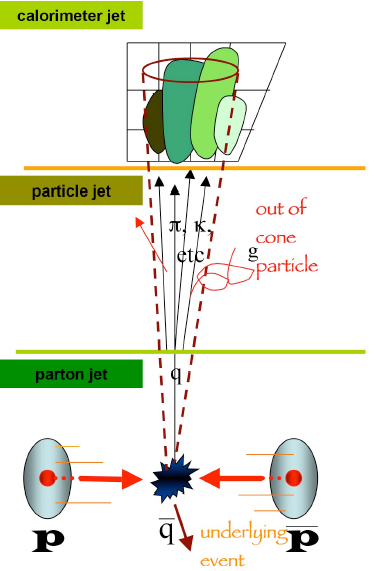 calorimeter jet
particle jet
out of
cone
particle
π, κ,
etc
g
parton jet
q
q̅
underlying
event
p
p̅